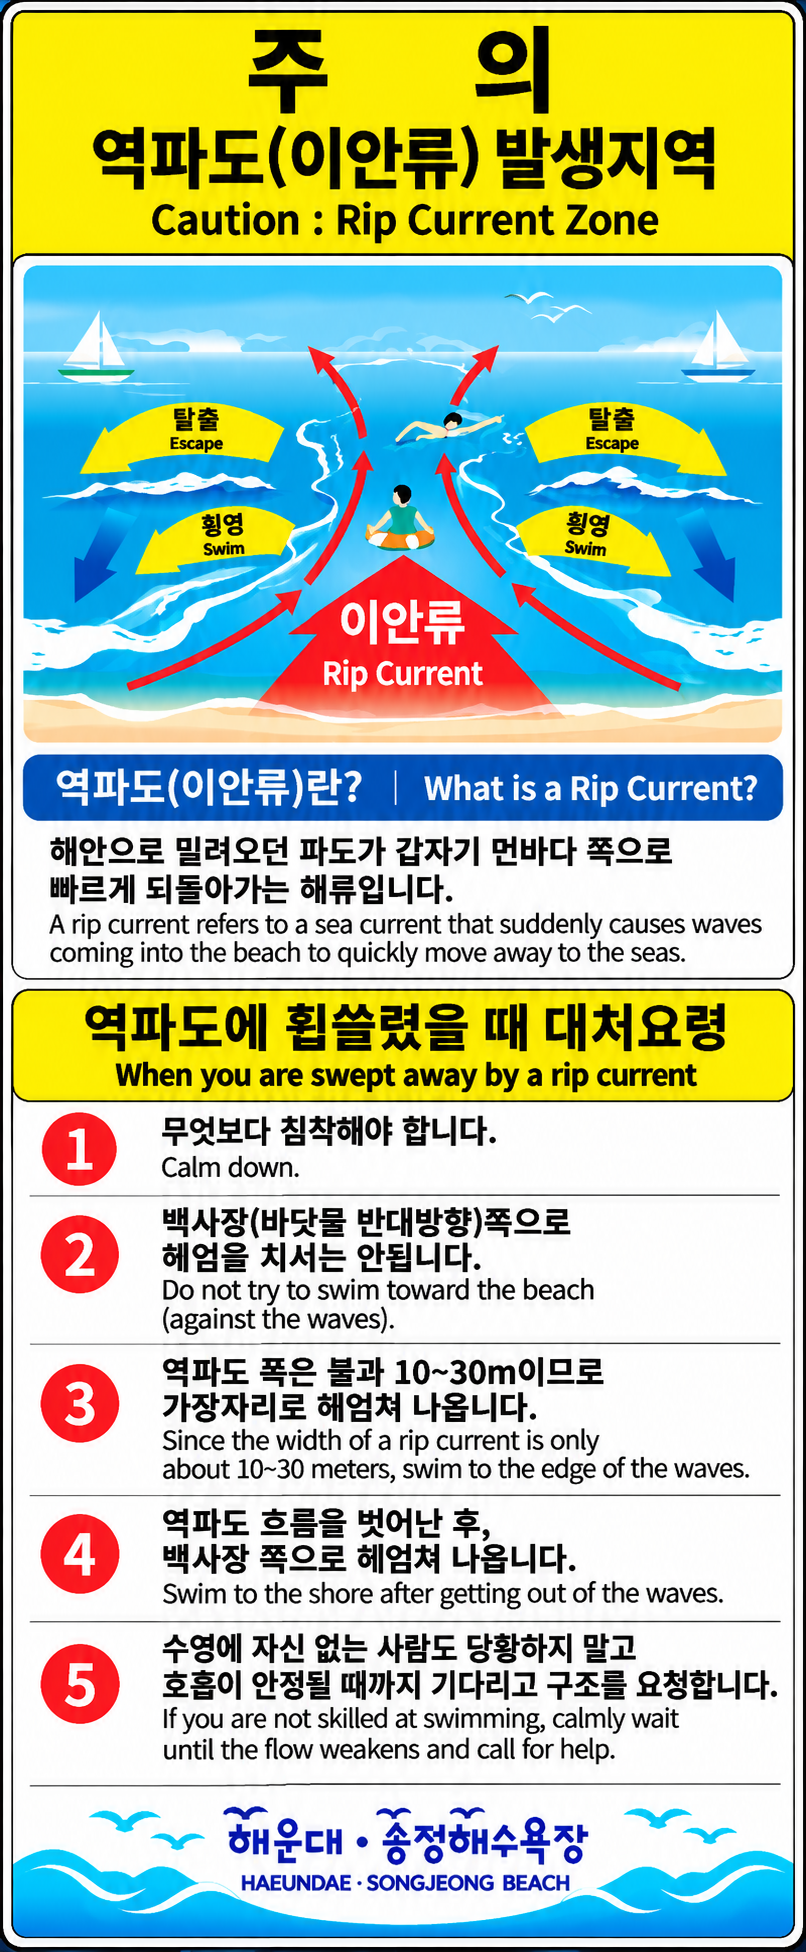 주 의
역파도(이안류) 발생지역
Caution : Rip Current Zone
탈출
Escape
탈출
Escape
횡영
Swim
횡영
Swim
이안류
Rip Current
역파도(이안류)란? | What is a Rip Current?
해안으로 밀려오던 파도가 갑자기 먼바다 쪽으로
빠르게 되돌아가는 해류입니다.
A rip current refers to a sea current that suddenly causes waves
coming into the beach to quickly move away to the seas.
역파도에 휩쓸렸을 때 대처요령
When you are swept away by a rip current
1 무엇보다 침착해야 합니다.
Calm down.
2 백사장(바닷물 반대방향)쪽으로
헤엄을 치서는 안됩니다.
Do not try to swim toward the beach
(against the waves).
3 역파도 폭은 불과 10~30m이므로
가장자리로 해엄쳐 나옵니다.
Since the width of a rip current is only
about 10~30 meters, swim to the edge of the waves.
4 역파도 흐름을 벗어난 후,
백사장 쪽으로 헤엄쳐 나옵니다.
Swim to the shore after getting out of the waves.
5 수영에 자신 없는 사람도 당황하지 말고
호흡이 안정될 때까지 기다리고 구조를 요청합니다.
If you are not skilled at swimming, calmly wait
until the flow weakens and call for help.
해운대 • 송정해수욕장
HAEUNDAE · SONGJEONG BEACH